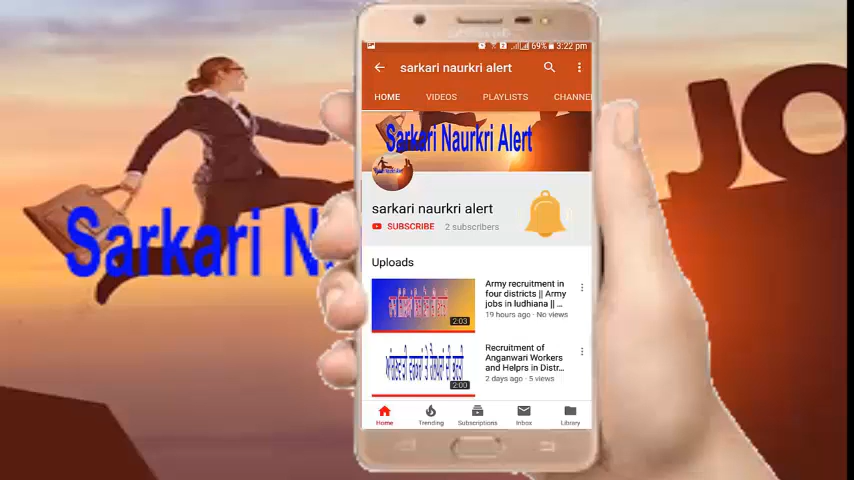 69% 3:22 pm
sarkari naurkri alert
HOME VIDEOS PLAYLISTS CHANNE
Sarkari Naurkri Alert
sarkari naurkri alert
SUBSCRIBE 2 subscribers
Uploads
Army recruitment in
four districts || Army
jobs in ludhiana || ...
19 hours ago · No views
2:03
Recruitment of
Anganwari Workers
and Helprs in Distr...
2 days ago · 5 views
2:00
Home Trending Subscriptions Inbox Library
Sarkari N
JO